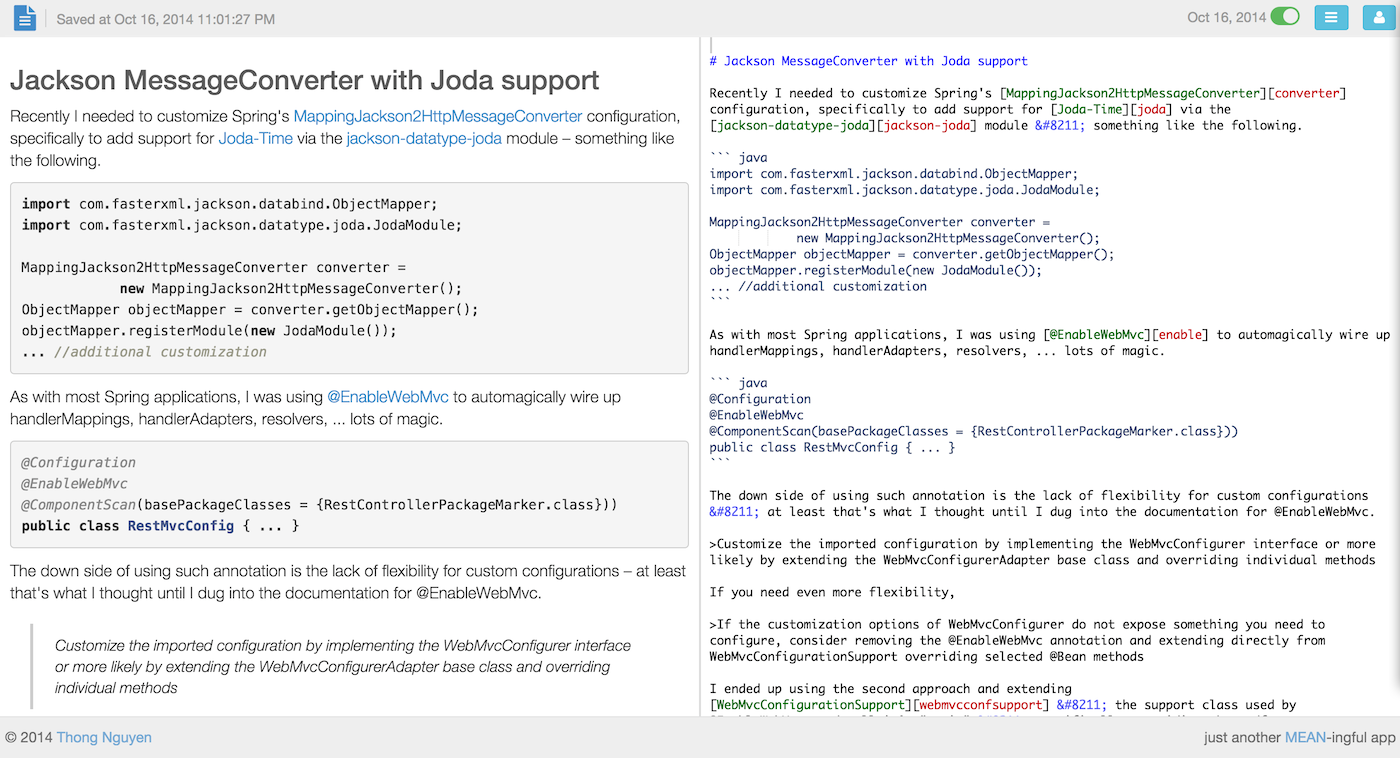 Saved at Oct 16, 2014 11:01:27 PM
Oct 16, 2014
Jackson MessageConverter with Joda support
Recently I needed to customize Spring's MappingJackson2HttpMessageConverter configuration,
specifically to add support for Joda-Time via the jackson-datatype-joda module – something like
the following.
import com.fasterxml.jackson.databind.ObjectMapper;
import com.fasterxml.jackson.datatype.joda.JodaModule;
MappingJackson2HttpMessageConverter converter =
new MappingJackson2HttpMessageConverter();
ObjectMapper objectMapper = converter.getObjectMapper();
objectMapper.registerModule(new JodaModule());
... //additional customization
As with most Spring applications, I was using @EnableWebMvc to automagically wire up
handlerMappings, handlerAdapters, resolvers, ... lots of magic.
@Configuration
@EnableWebMvc
@ComponentScan(basePackageClasses = {RestControllerPackageMarker.class}))
public class RestMvcConfig { ... }
The down side of using such annotation is the lack of flexibility for custom configurations – at least
that's what I thought until I dug into the documentation for @EnableWebMvc.
Customize the imported configuration by implementing the WebMvcConfigurer interface
or more likely by extending the WebMvcConfigurerAdapter base class and overriding
individual methods
# Jackson MessageConverter with Joda support
Recently I needed to customize Spring's [MappingJackson2HttpMessageConverter][converter]
configuration, specifically to add support for [Joda-Time][joda] via the
[jackson-datatype-joda][jackson-joda] module &#8211; something like the following.
``` java
import com.fasterxml.jackson.databind.ObjectMapper;
import com.fasterxml.jackson.datatype.joda.JodaModule;
MappingJackson2HttpMessageConverter converter =
new MappingJackson2HttpMessageConverter();
ObjectMapper objectMapper = converter.getObjectMapper();
objectMapper.registerModule(new JodaModule());
... //additional customization
```
As with most Spring applications, I was using [@EnableWebMvc][enable] to automagically wire up
handlerMappings, handlerAdapters, resolvers, ... lots of magic.
``` java
@Configuration
@EnableWebMvc
@ComponentScan(basePackageClasses = {RestControllerPackageMarker.class}))
public class RestMvcConfig { ... }
```
The down side of using such annotation is the lack of flexibility for custom configurations
&#8211; at least that's what I thought until I dug into the documentation for @EnableWebMvc.
>Customize the imported configuration by implementing the WebMvcConfigurer interface or more
likely by extending the WebMvcConfigurerAdapter base class and overriding individual methods
If you need even more flexibility,
>If the customization options of WebMvcConfigurer do not expose something you need to
configure, consider removing the @EnableWebMvc annotation and extending directly from
WebMvcConfigurationSupport overriding selected @Bean methods
I ended up using the second approach and extending
[WebMvcConfigurationSupport][webmvcconfsupport] &#8211; the support class used by
© 2014 Thong Nguyen
just another MEAN-ingful app